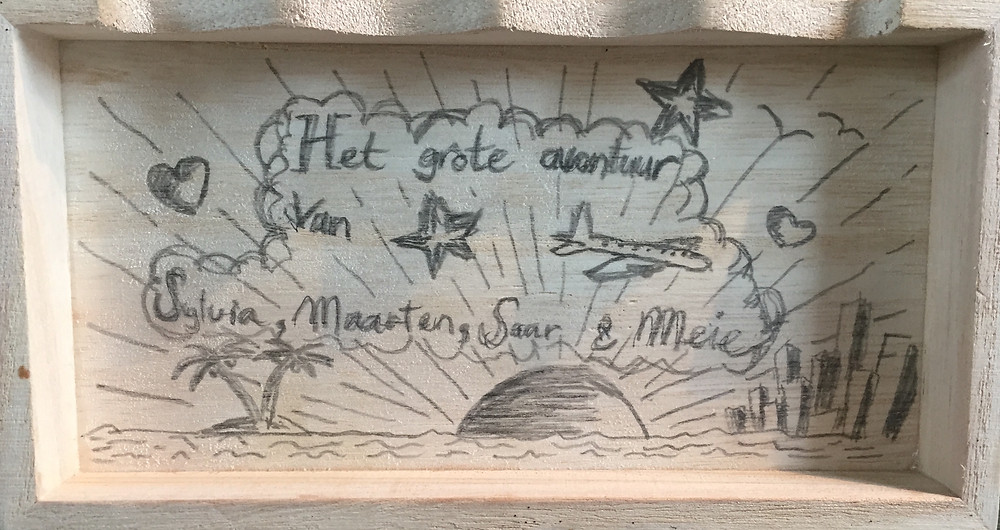 Het grote avontuur
Van
Sylvia, Maarten, Saar & Meie